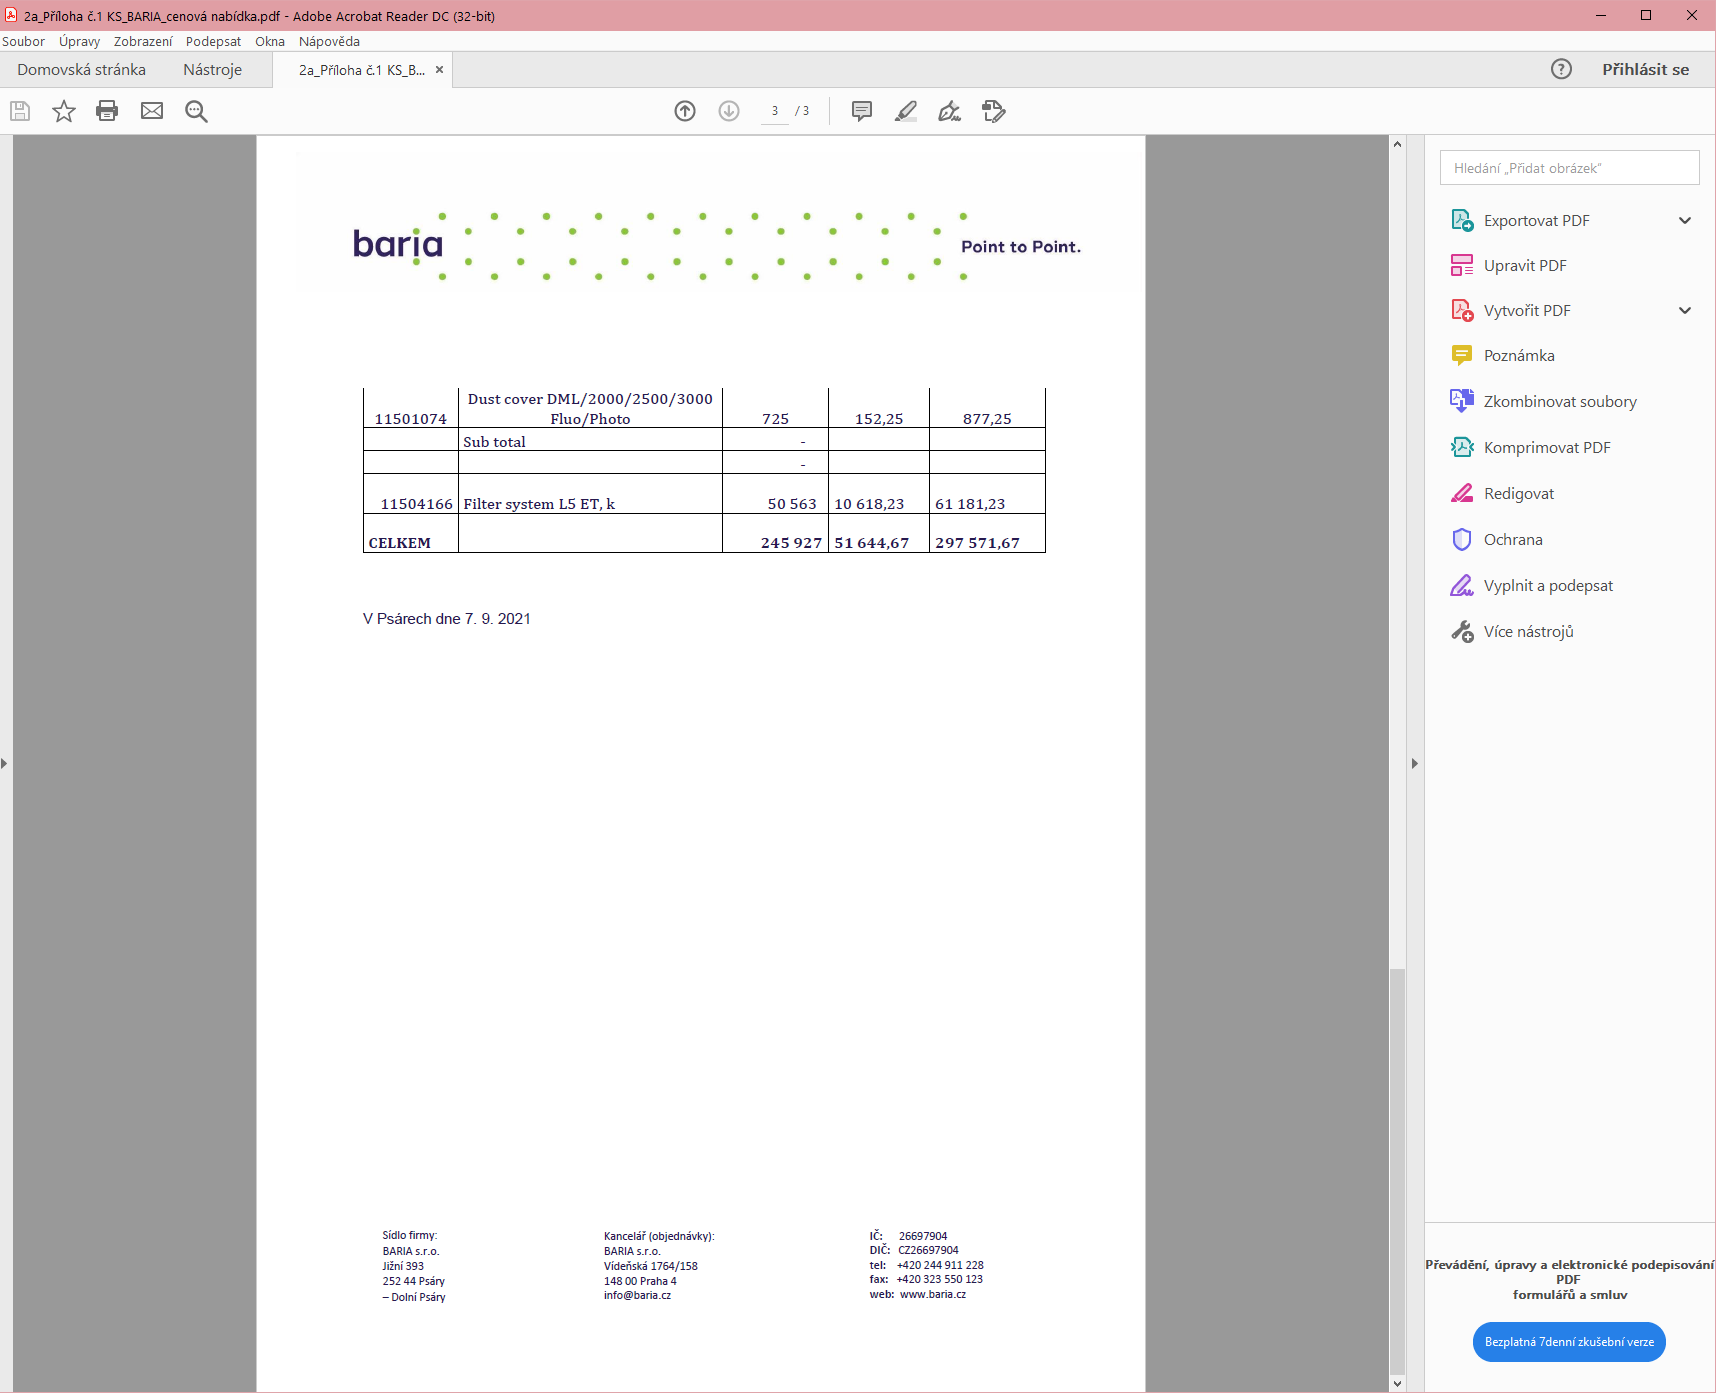 2a_Příloha č.1 KS_BARIA_cenová nabídka.pdf - Adobe Acrobat Reader DC (32-bit)
Soubor Úpravy Zobrazení Podepsat Okna Nápověda
Domovská stránka Nástroje 2a_Příloha č.1 KS_B... × Přihlásit se
3 / 3
Hledání „Přidat obrázek“
Exportovat PDF
Upravit PDF
Vytvořit PDF
Poznámka
Zkombinovat soubory
Komprimovat PDF
Redigovat
Ochrana
Vyplnit a podepsat
Více nástrojů
baria Point to Point.
Dust cover DML/2000/2500/3000
11501074 Fluo/Photo 725 152,25 877,25
Sub total -
-
11504166 Filter system L5 ET, k 50 563 10 618,23 61 181,23
CELKEM 245 927 51 644,67 297 571,67
V Psárech dne 7. 9. 2021
Sídlo firmy:
BARIA s.r.o.
Jižní 393
252 44 Psáry
– Dolní Psáry
Kancelář (objednávky):
BARIA s.r.o.
Vídeňská 1764/158
148 00 Praha 4
info@baria.cz
IČ: 26697904
DIČ: CZ26697904
tel: +420 244 911 228
fax: +420 323 550 123
web: www.baria.cz
Převádění, úpravy a elektronické podepisování
PDF
formulářů a smluv
Bezplatná 7denní zkušební verze